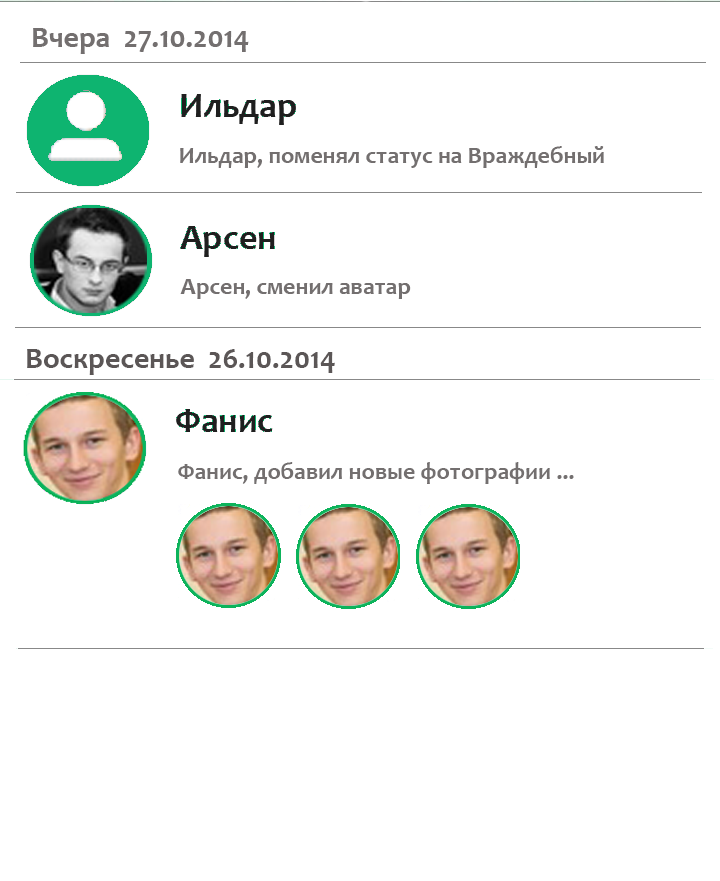 Вчера 27.10.2014
Ильдар
Ильдар, поменял статус на Враждебный
Арсен
Арсен, сменил аватар
Воскресенье 26.10.2014
Фанис
Фанис, добавил новые фотографии ...